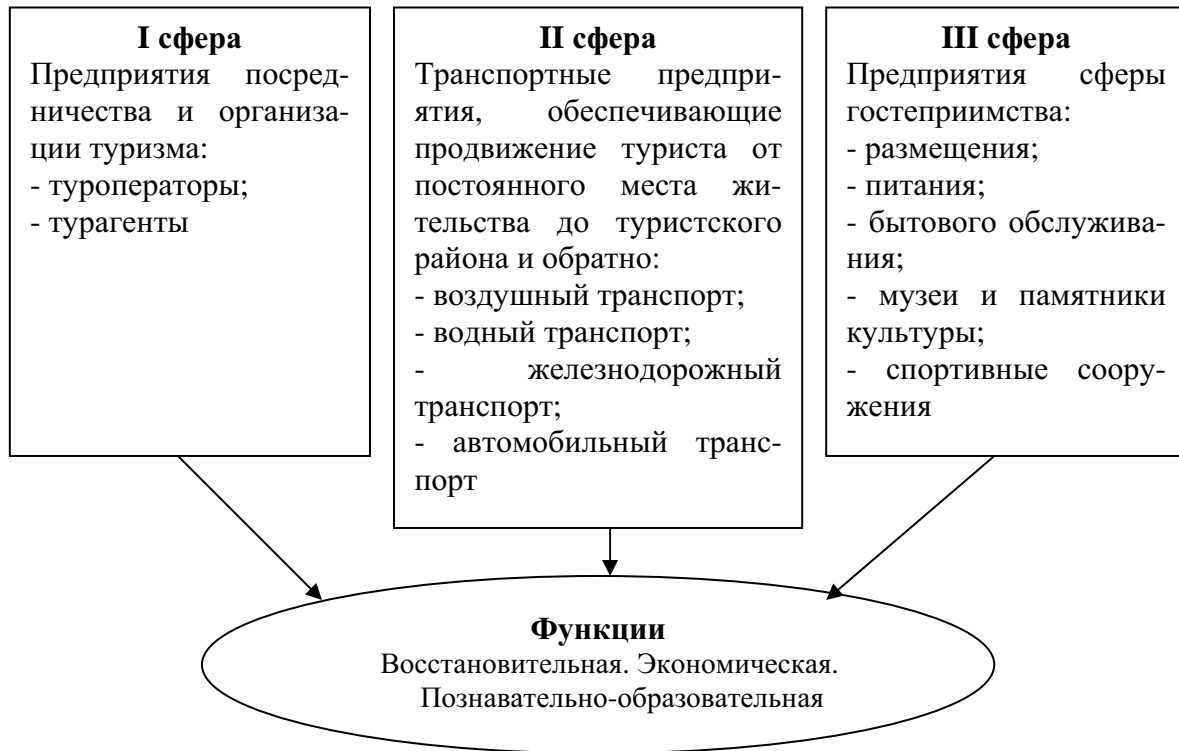 I сфера
Предприятия посред-
ничества и организа-
ции туризма:
- туроператоры;
- турагенты
II сфера
Транспортные предпри-
ятия, обеспечивающие
продвижение туриста от
постоянного места жи-
тельства до туристского
района и обратно:
- воздушный транспорт;
- водный транспорт;
- железнодорожный
транспорт;
- автомобильный транс-
порт
III сфера
Предприятия сферы
гостеприимства:
- размещения;
- питания;
- бытового обслужива-
ния;
- музеи и памятники
культуры;
- спортивные соору-
жения
Функции
Восстановительная. Экономическая.
Познавательно-образовательная